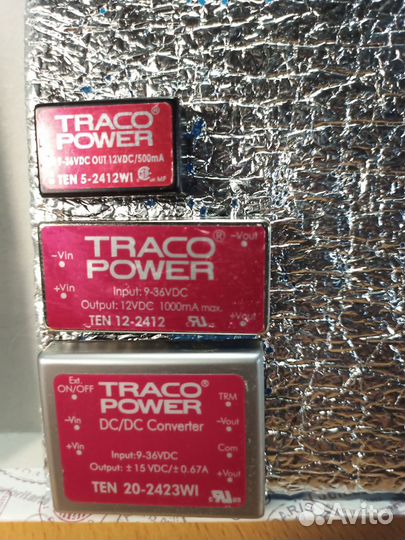 TRACO®
POWER
9-36VDC OUT 12VDC/500mA
TEN 5-2412WI
-Vin
+Vin
TRACO®
POWER
-Vout
+Vout
Input: 9-36VDC
Output: 12VDC 1000mA max.
TEN 12-2412
Ext.
ON/OFF
-Vin
+Vin
TRACO®
POWER
DC/DC Converter
TRM
-Vout
Com
+Vout
Input:9-36VDC
Output: ±15VDC/±0.67A
TEN 20-2423WI
PARIS
Avito